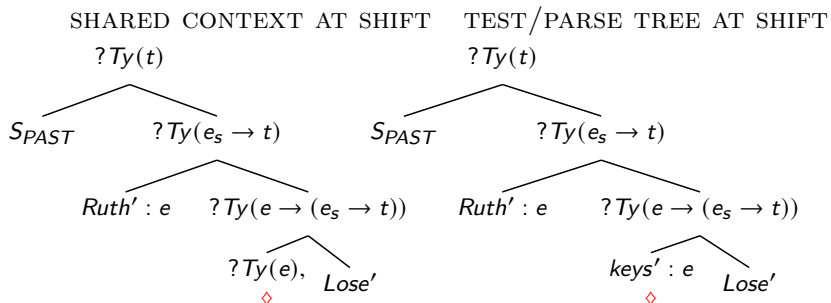 SHARED CONTEXT AT SHIFT TEST/PARSE TREE AT SHIFT
?Ty(t) ?Ty(t)
S_PAST ?Ty(e_s → t) S_PAST ?Ty(e_s → t)
Ruth′ : e ?Ty(e → (e_s → t)) Ruth′ : e ?Ty(e → (e_s → t))
?Ty(e), Lose′ keys′ : e Lose′
♢ ♢